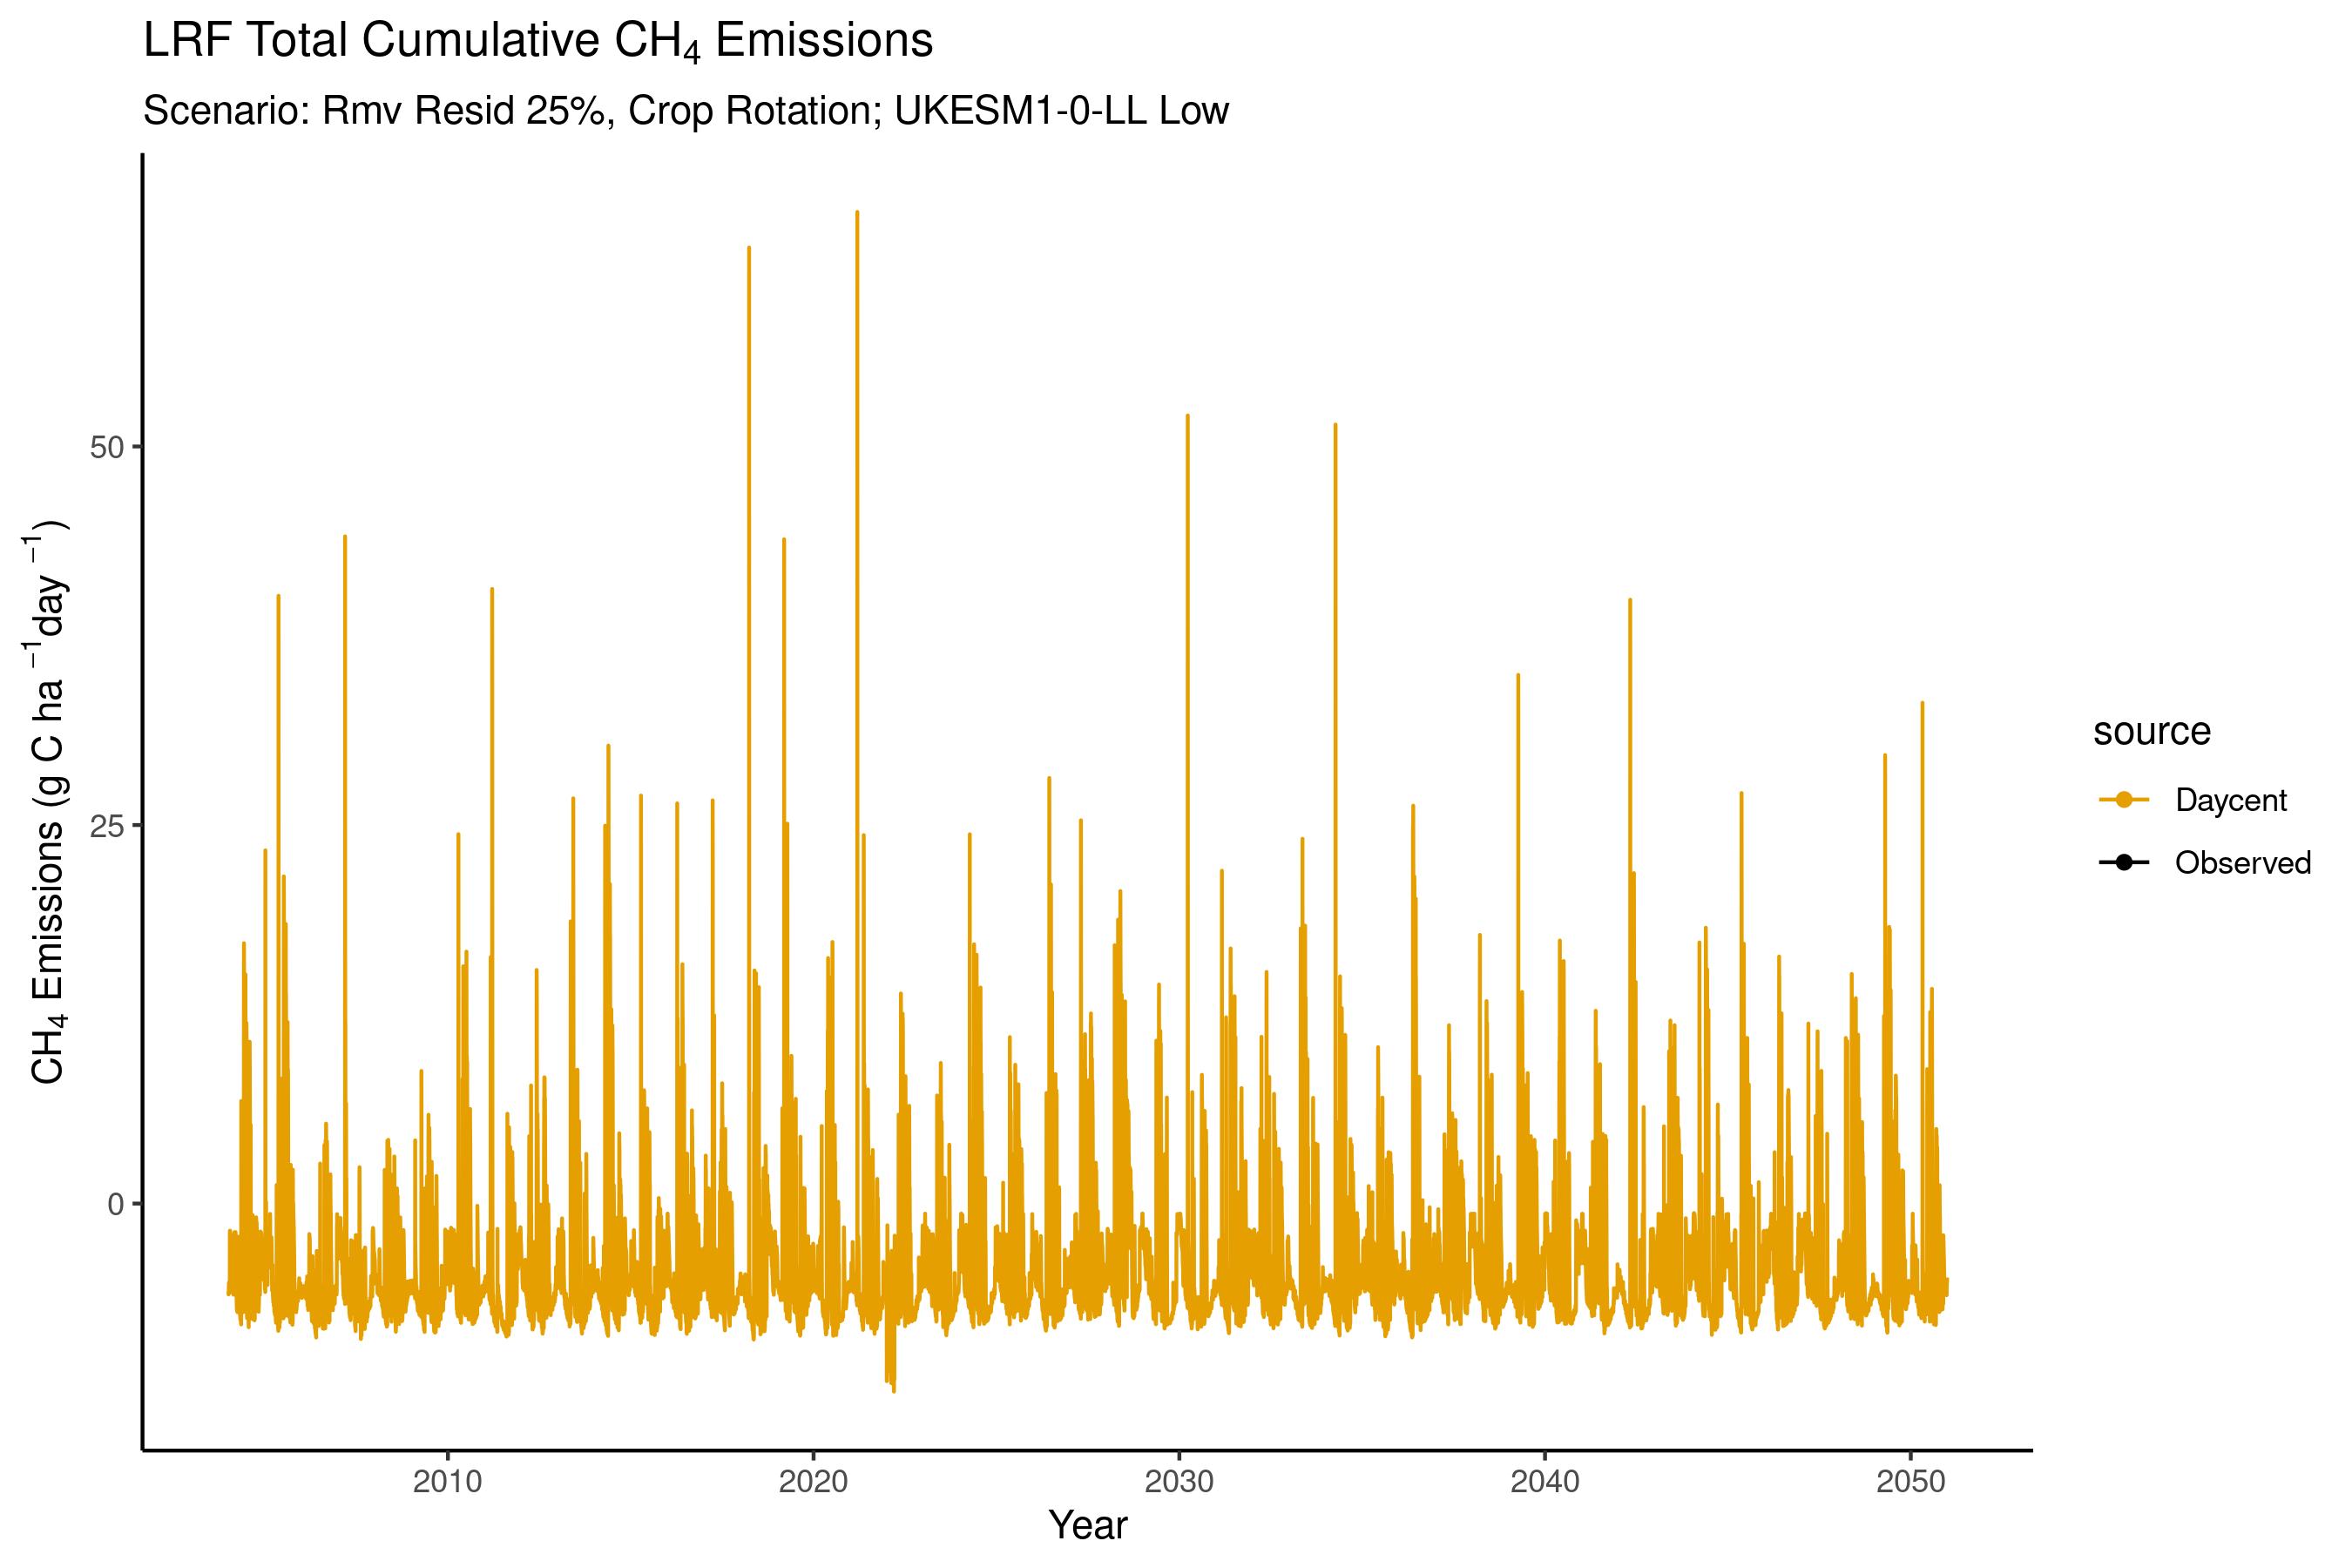 LRF Total Cumulative CH₄ Emissions
Scenario: Rmv Resid 25%, Crop Rotation; UKESM1-0-LL Low
CH₄ Emissions (g C ha ⁻¹day ⁻¹)
50
25
0
2010 2020 2030 2040 2050
Year
source
Daycent
Observed